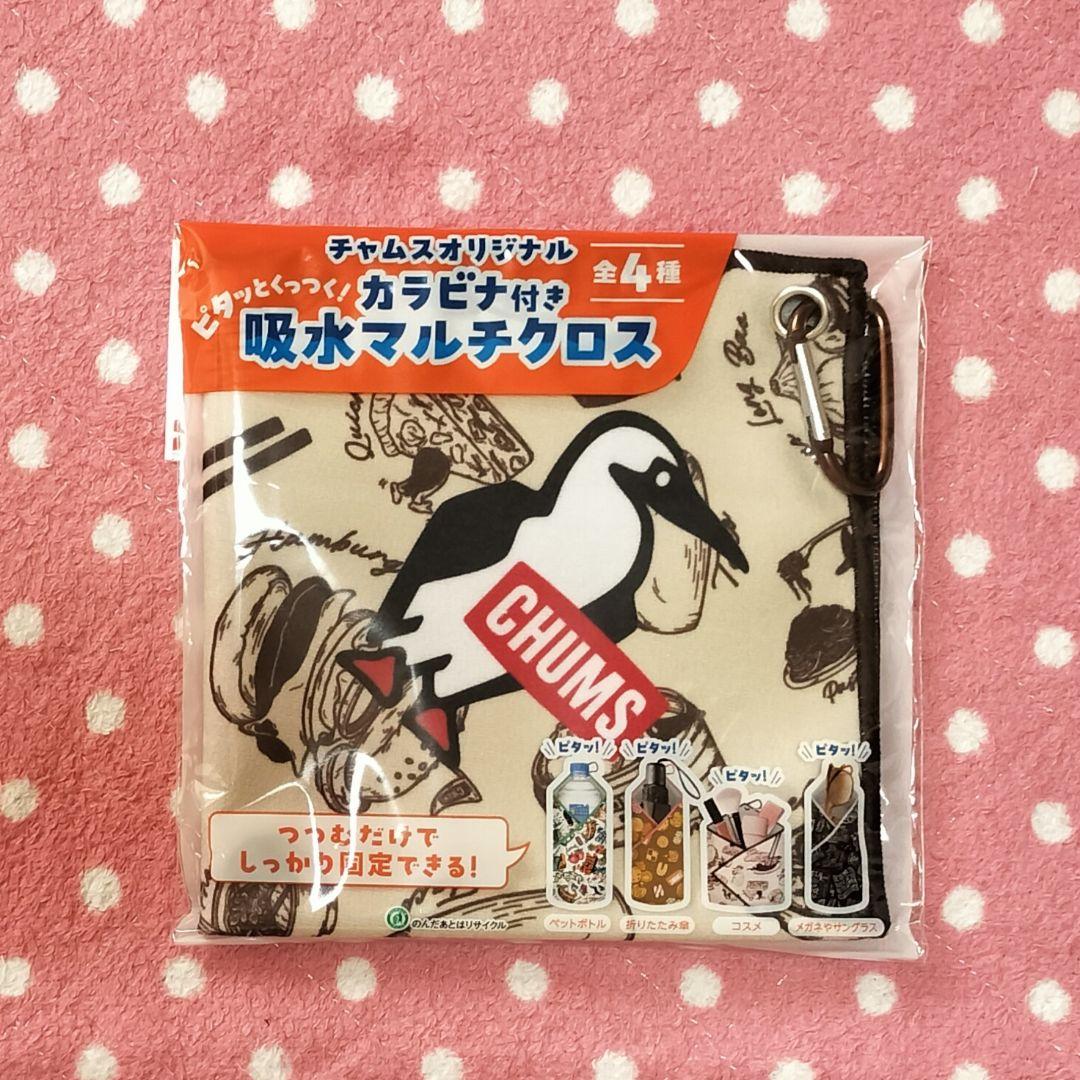 チャムスオリジナル
ピタッとくっつく!
カラビナ付き
全4種
吸水マルチクロス
CHUMS
つつむだけで
しっかり固定できる!
ピタッ!
ピタッ!
ピタッ!
ピタッ!
ペットボトル
折りたたみ傘
コスメ
メガネやサングラス
のんだあとはリサイクル